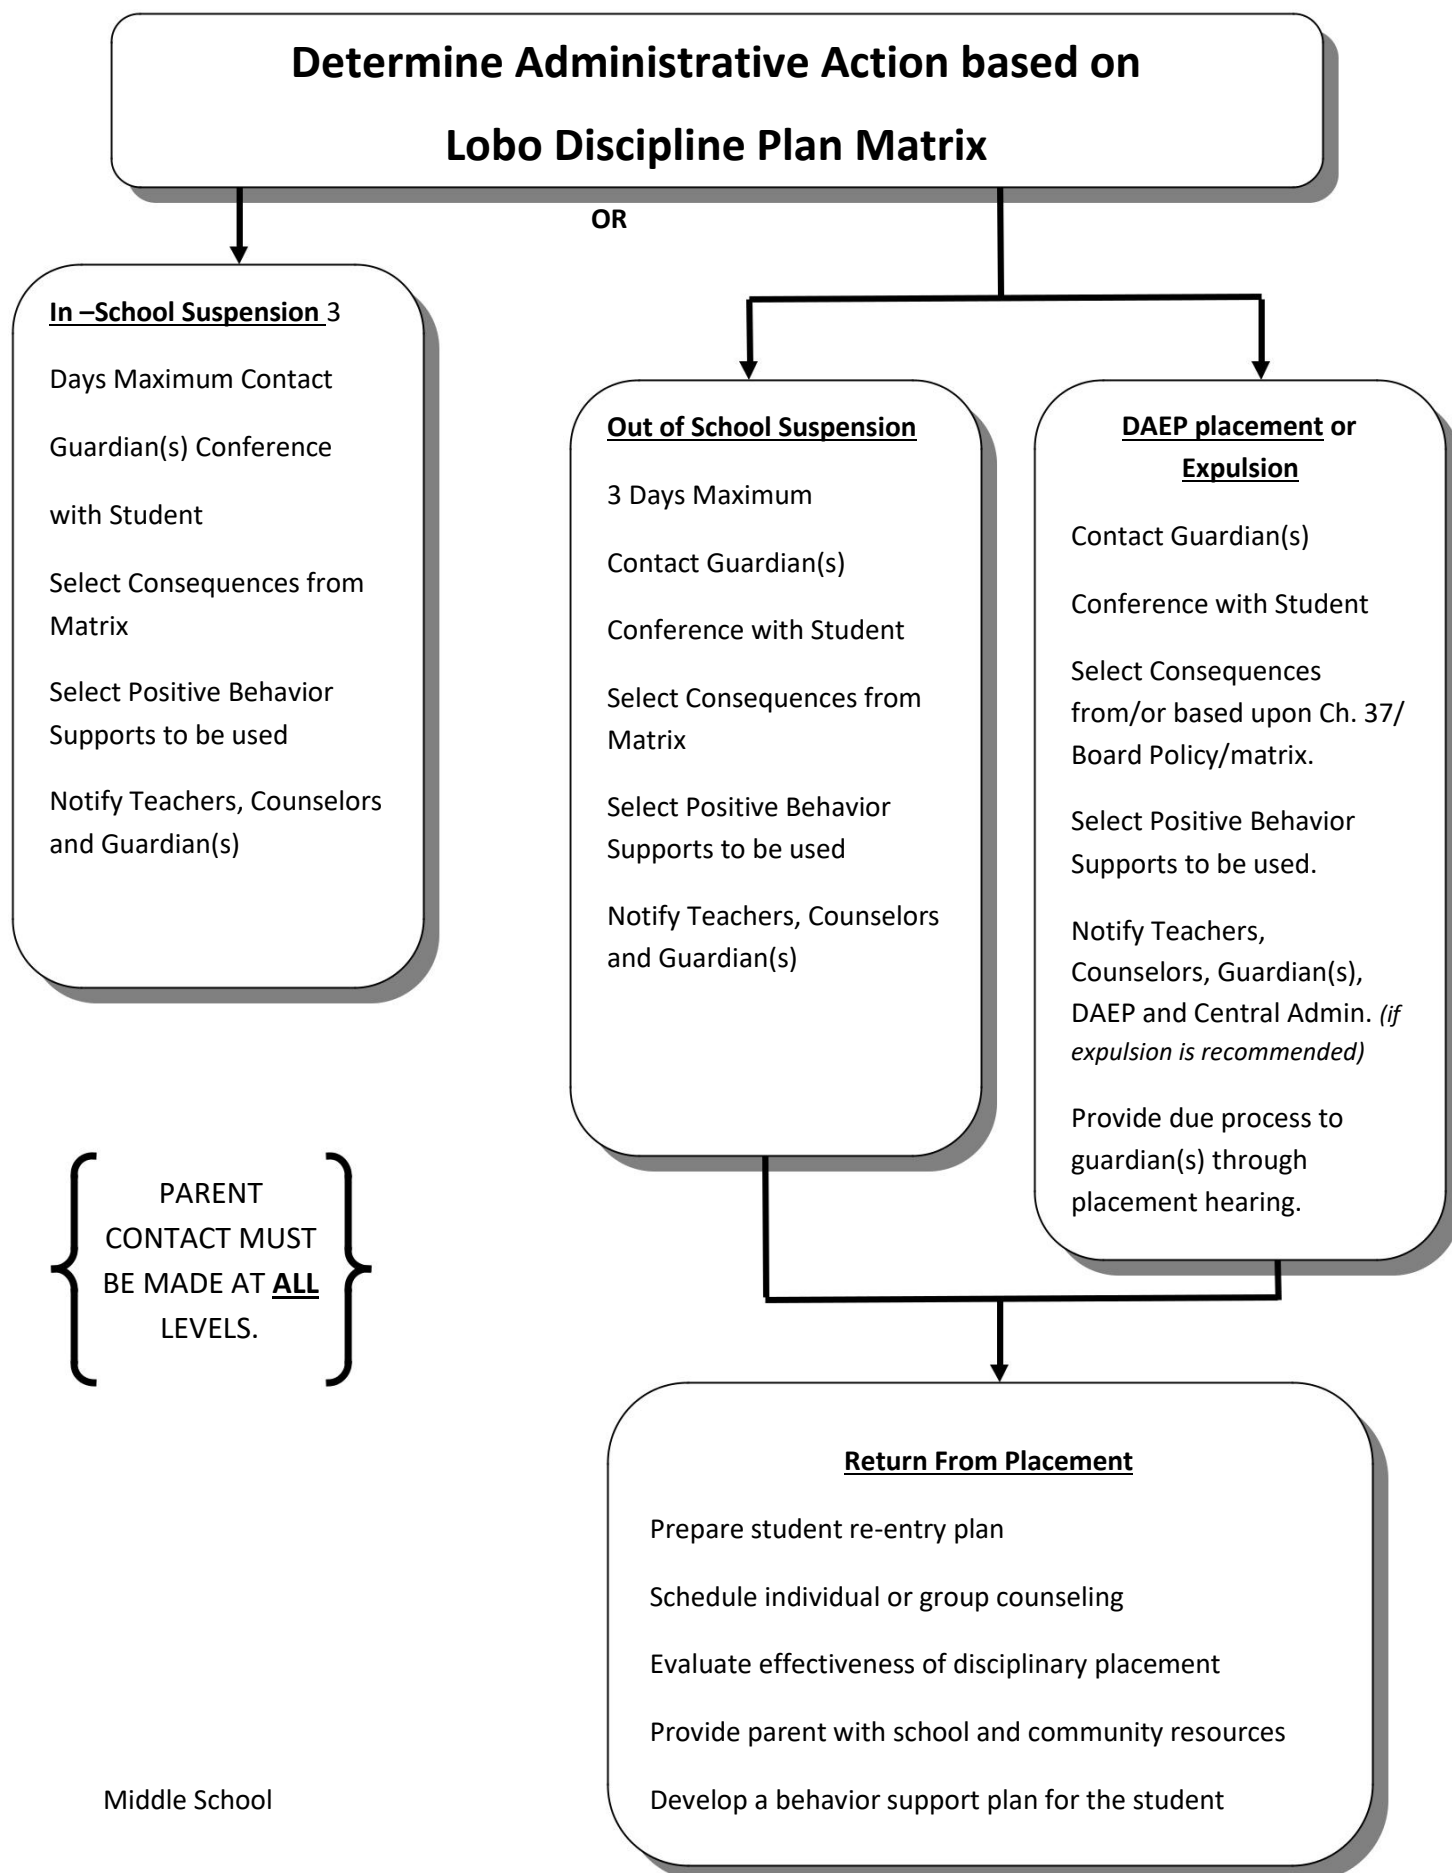 Determine Administrative Action based on
Lobo Discipline Plan Matrix
OR
In –School Suspension 3
Days Maximum Contact
Guardian(s) Conference
with Student
Select Consequences from
Matrix
Select Positive Behavior
Supports to be used
Notify Teachers, Counselors
and Guardian(s)
Out of School Suspension
3 Days Maximum
Contact Guardian(s)
Conference with Student
Select Consequences from
Matrix
Select Positive Behavior
Supports to be used
Notify Teachers, Counselors
and Guardian(s)
DAEP placement or
Expulsion
Contact Guardian(s)
Conference with Student
Select Consequences
from/or based upon Ch. 37/
Board Policy/matrix.
Select Positive Behavior
Supports to be used.
Notify Teachers,
Counselors, Guardian(s),
DAEP and Central Admin. (if
expulsion is recommended)
Provide due process to
guardian(s) through
placement hearing.
PARENT
CONTACT MUST
BE MADE AT ALL
LEVELS.
Return From Placement
Prepare student re-entry plan
Schedule individual or group counseling
Evaluate effectiveness of disciplinary placement
Provide parent with school and community resources
Develop a behavior support plan for the student
Middle School